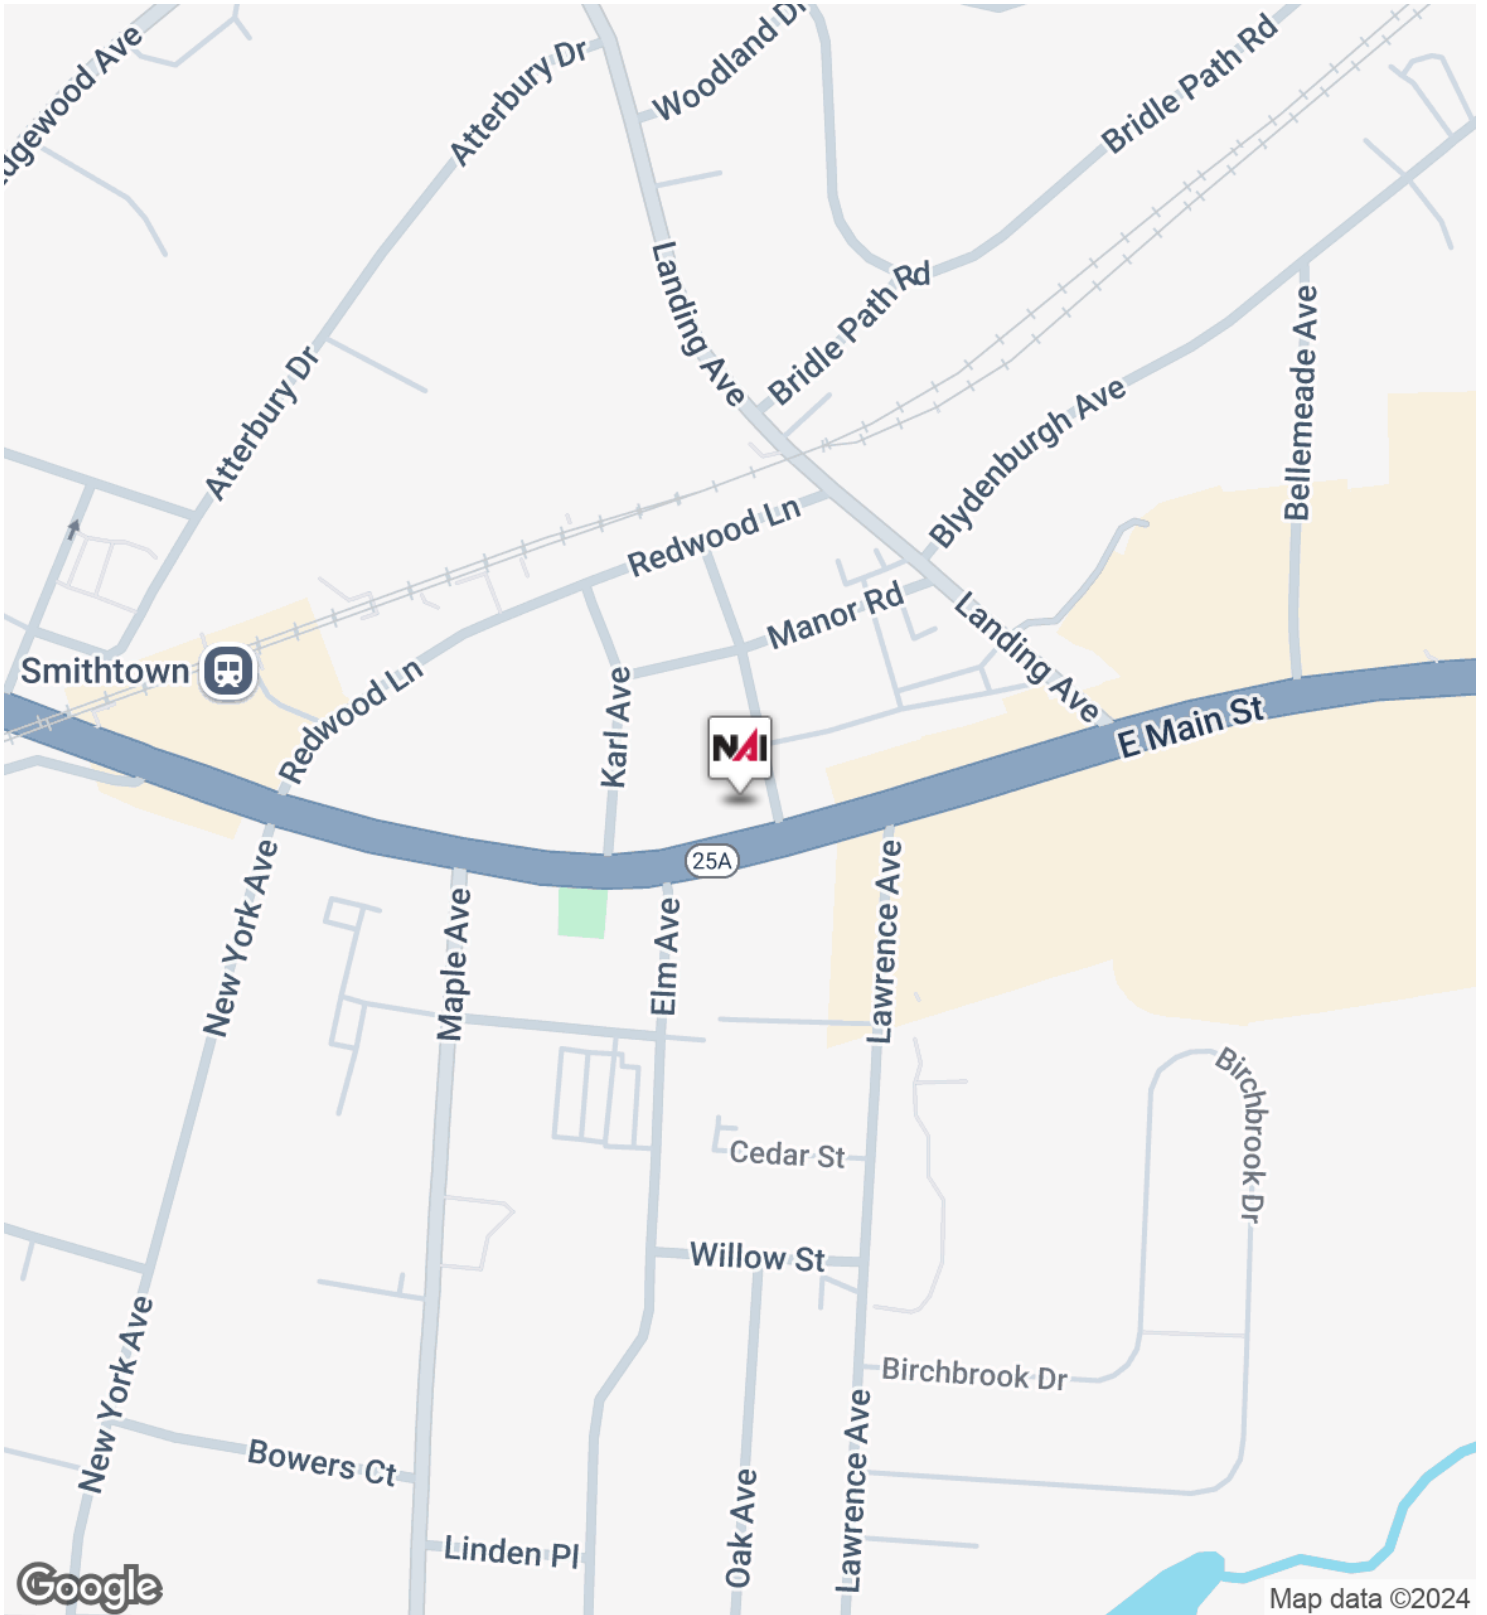 Woodland Dr
dgewood Ave
Atterbury Dr
Bridle Path Rd
Landing Ave
Bridle Path Rd
Bellemeade Ave
Atterbury Dr
Blydenburgh Ave
Redwood Ln
Manor Rd
Landing Ave
Smithtown
Redwood Ln
Karl Ave
NAI
E Main St
25A
New York Ave
Maple Ave
Elm Ave
Lawrence Ave
Birchbrook Dr
Cedar St
Willow St
New York Ave
Birchbrook Dr
Bowers Ct
Lawrence Ave
Oak Ave
Linden Pl
Google
Map data ©2024